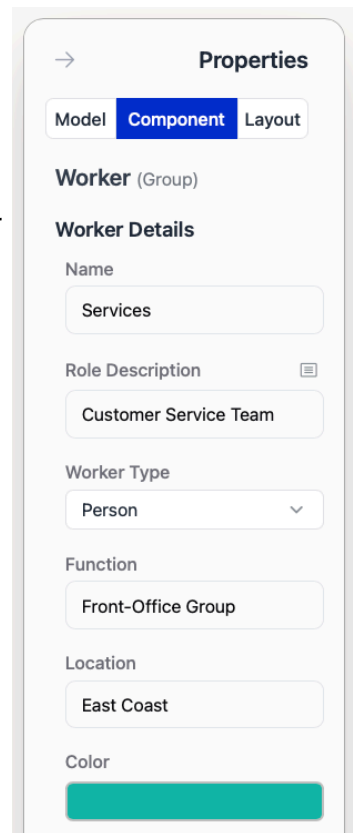 Properties
Model Component Layout
Worker (Group)
Worker Details
Name
Services
Role Description
Customer Service Team
Worker Type
Person
Function
Front-Office Group
Location
East Coast
Color